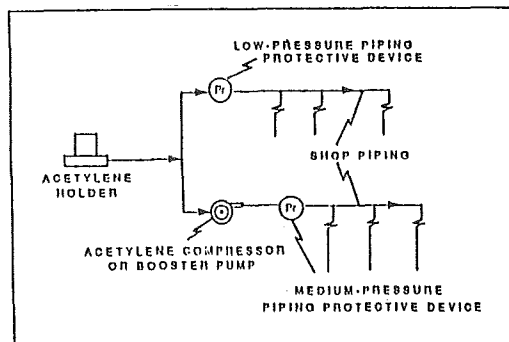 LOW-PRESSURE PIPING
PROTECTIVE DEVICE
Pr
SHOP PIPING
ACETYLENE
HOLDER
Pr
ACETYLENE COMPRESSOR
OR BOOSTER PUMP
MEDIUM-PRESSURE
PIPING PROTECTIVE DEVICE